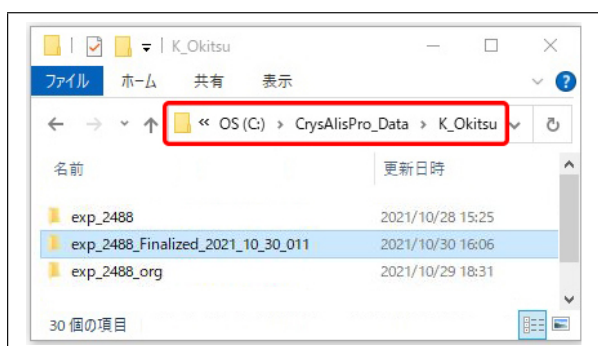 K_Okitsu
ファイル ホーム 共有 表示
« OS (C:) › CrysAlisPro_Data › K_Okitsu
名前 更新日時
exp_2488 2021/10/28 15:25
exp_2488_Finalized_2021_10_30_011 2021/10/30 16:06
exp_2488_org 2021/10/29 18:31
30 個の項目